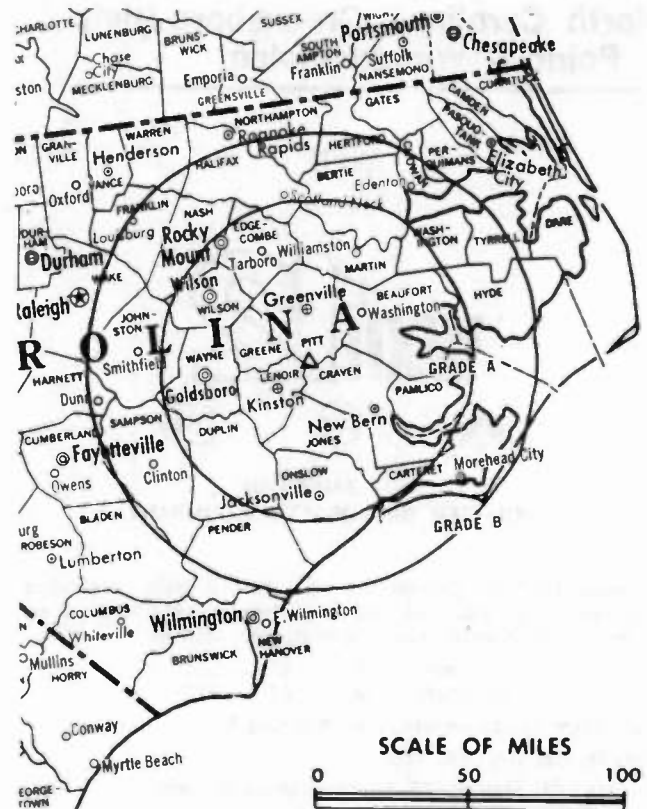 CHARLOTTE
LUNENBURG
BRUNS-
WICK
SUSSEX
SOUTH
AMPTON
Portsmouth
Chesapeake
Chase
City
MECKLENBURG
Emporia
Franklin
Suffolk
NANSEMOND
GREENSVILLE
CURRITUCK
GATES
CAMDEN
PASQUO-
TANK
NORTHAMPTON
WARREN
GRAN-
VILLE
Roanoke
Rapids
HERTFORD
CHOWAN
PER-
QUIMANS
Elizabeth
City
Henderson
VANCE
HALIFAX
BERTIE
Oxford
Edenton
Scotland Neck
FRANKLIN
NASH
Louisburg
EDGE-
COMBE
WASH-
INGTON
TYRRELL
DARE
DUR-
HAM
Durham
Rocky
Mount
Tarboro
Williamston
MARTIN
WAKE
Wilson
WILSON
HYDE
Raleigh
Greenville
BEAUFORT
Washington
JOHN-
STON
ROLINA
WAYNE
GREENE
PITT
Smithfield
GRADE A
HARNETT
LENOIR
CRAVEN
Goldsboro
PAMLICO
Dunn
Kinston
SAMPSON
New Bern
CUMBERLAND
DUPLIN
JONES
Fayetteville
Clinton
ONSLOW
CARTERET
Morehead City
Owens
Jacksonville
BLADEN
PENDER
GRADE B
ROBESON
Lumberton
COLUMBUS
Whiteville
Wilmington
E. Wilmington
NEW
HANOVER
BRUNSWICK
Mullins
HORRY
Conway
SCALE OF MILES
Myrtle Beach
0 50 100
GEORGE-
TOWN